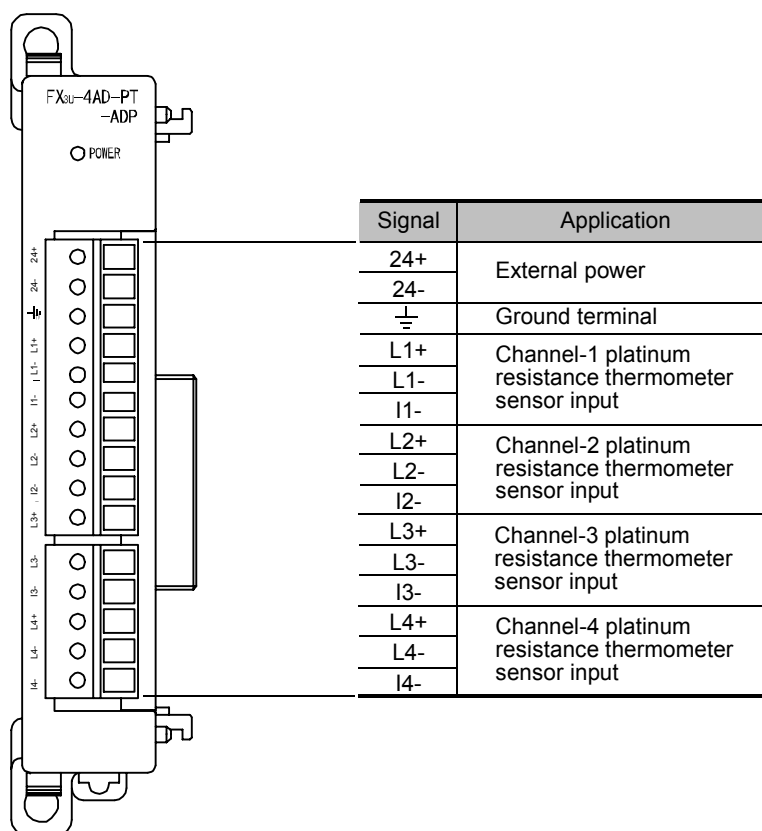 FX3U-4AD-PT
-ADP
POWER
24+
24-
L1+
L1-
I1-
L2+
L2-
I2-
L3+
L3-
I3-
L4+
L4-
I4-
Signal Application
24+
24-
External power
Ground terminal
L1+
L1-
I1-
Channel-1 platinum
resistance thermometer
sensor input
L2+
L2-
I2-
Channel-2 platinum
resistance thermometer
sensor input
L3+
L3-
I3-
Channel-3 platinum
resistance thermometer
sensor input
L4+
L4-
I4-
Channel-4 platinum
resistance thermometer
sensor input